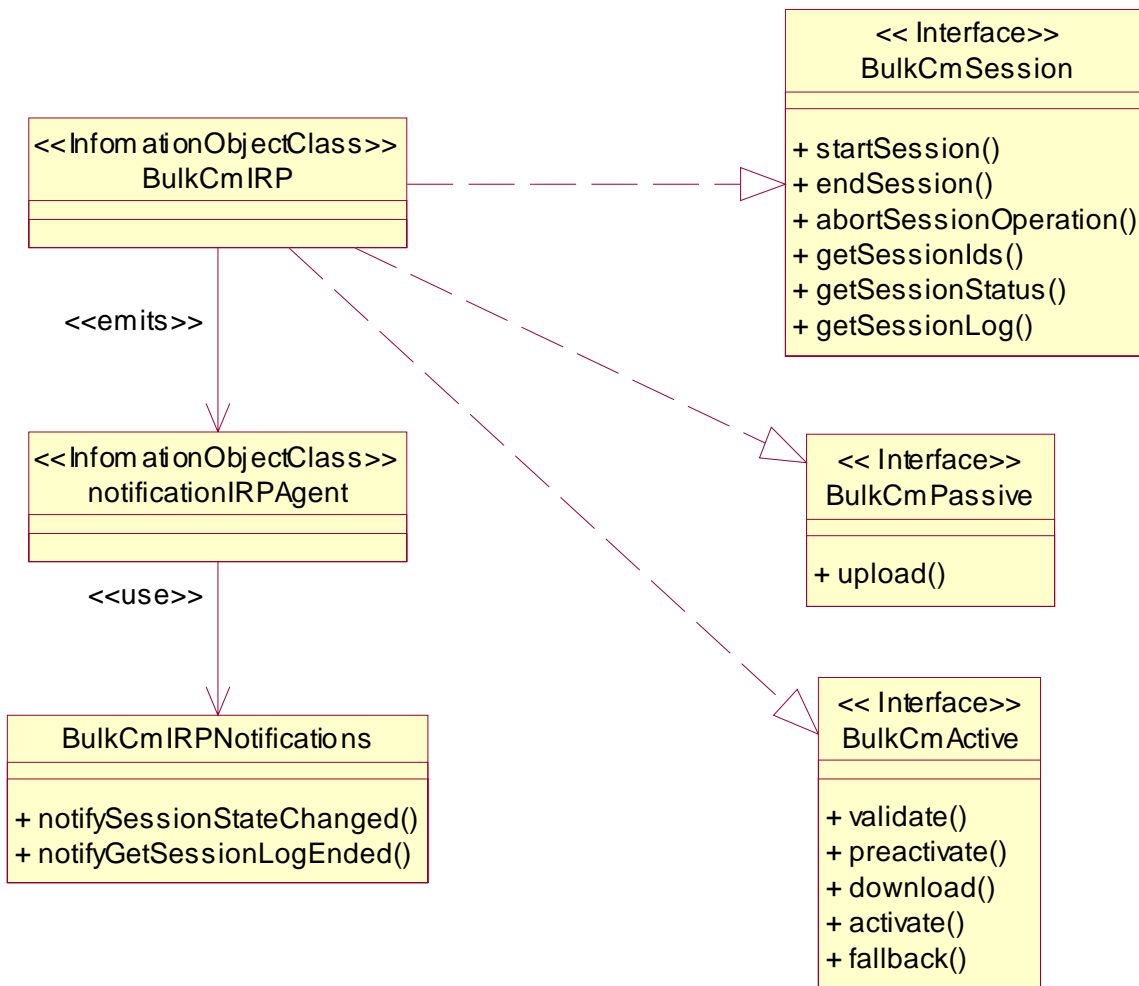 <<InfomationObjectClass>>
BulkCmIRP
<<emits>>
<<InfomationObjectClass>>
notificationIRPAgent
<<use>>
BulkCmIRPNotifications
+ notifySessionStateChanged()
+ notifyGetSessionLogEnded()
<< Interface>>
BulkCmSession
+ startSession()
+ endSession()
+ abortSessionOperation()
+ getSessionIds()
+ getSessionStatus()
+ getSessionLog()
<< Interface>>
BulkCmPassive
+ upload()
<< Interface>>
BulkCmActive
+ validate()
+ preactivate()
+ download()
+ activate()
+ fallback()